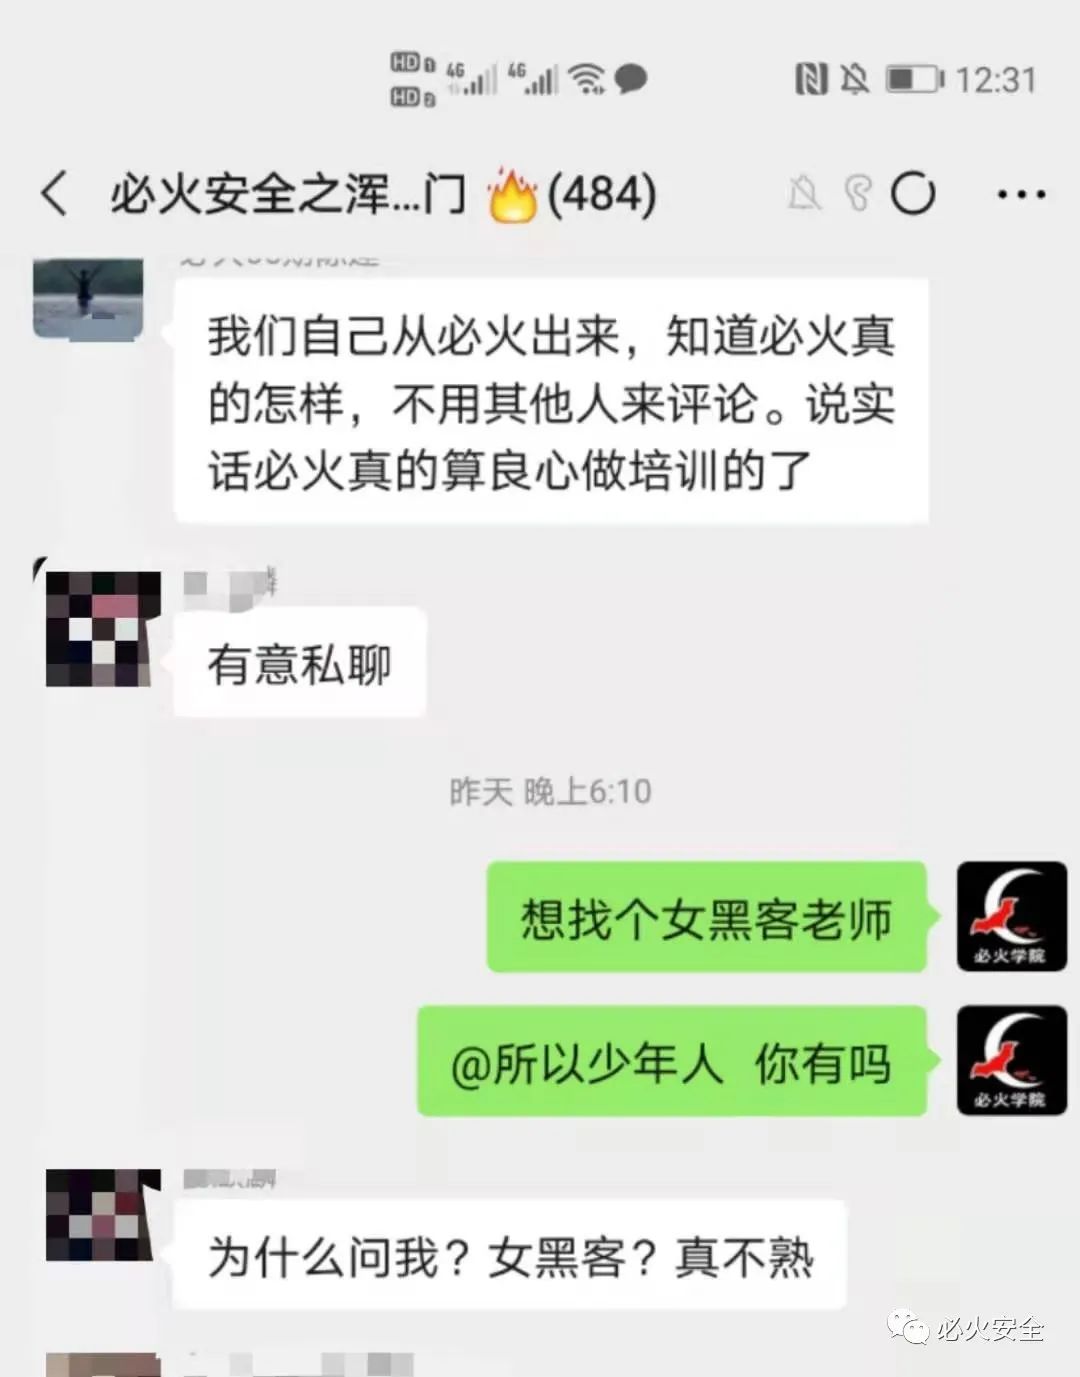 HD 1 4G 4G 12:31
HD 2
必火安全之浑...门 🔥(484)
我们自己从必火出来，知道必火真
的怎样，不用其他人来评论。说实
话必火真的算良心做培训的了
有意私聊
昨天 晚上6:10
想找个女黑客老师
必火学院
@所以少年人 你有吗
必火学院
为什么问我？女黑客？真不熟
必火安全